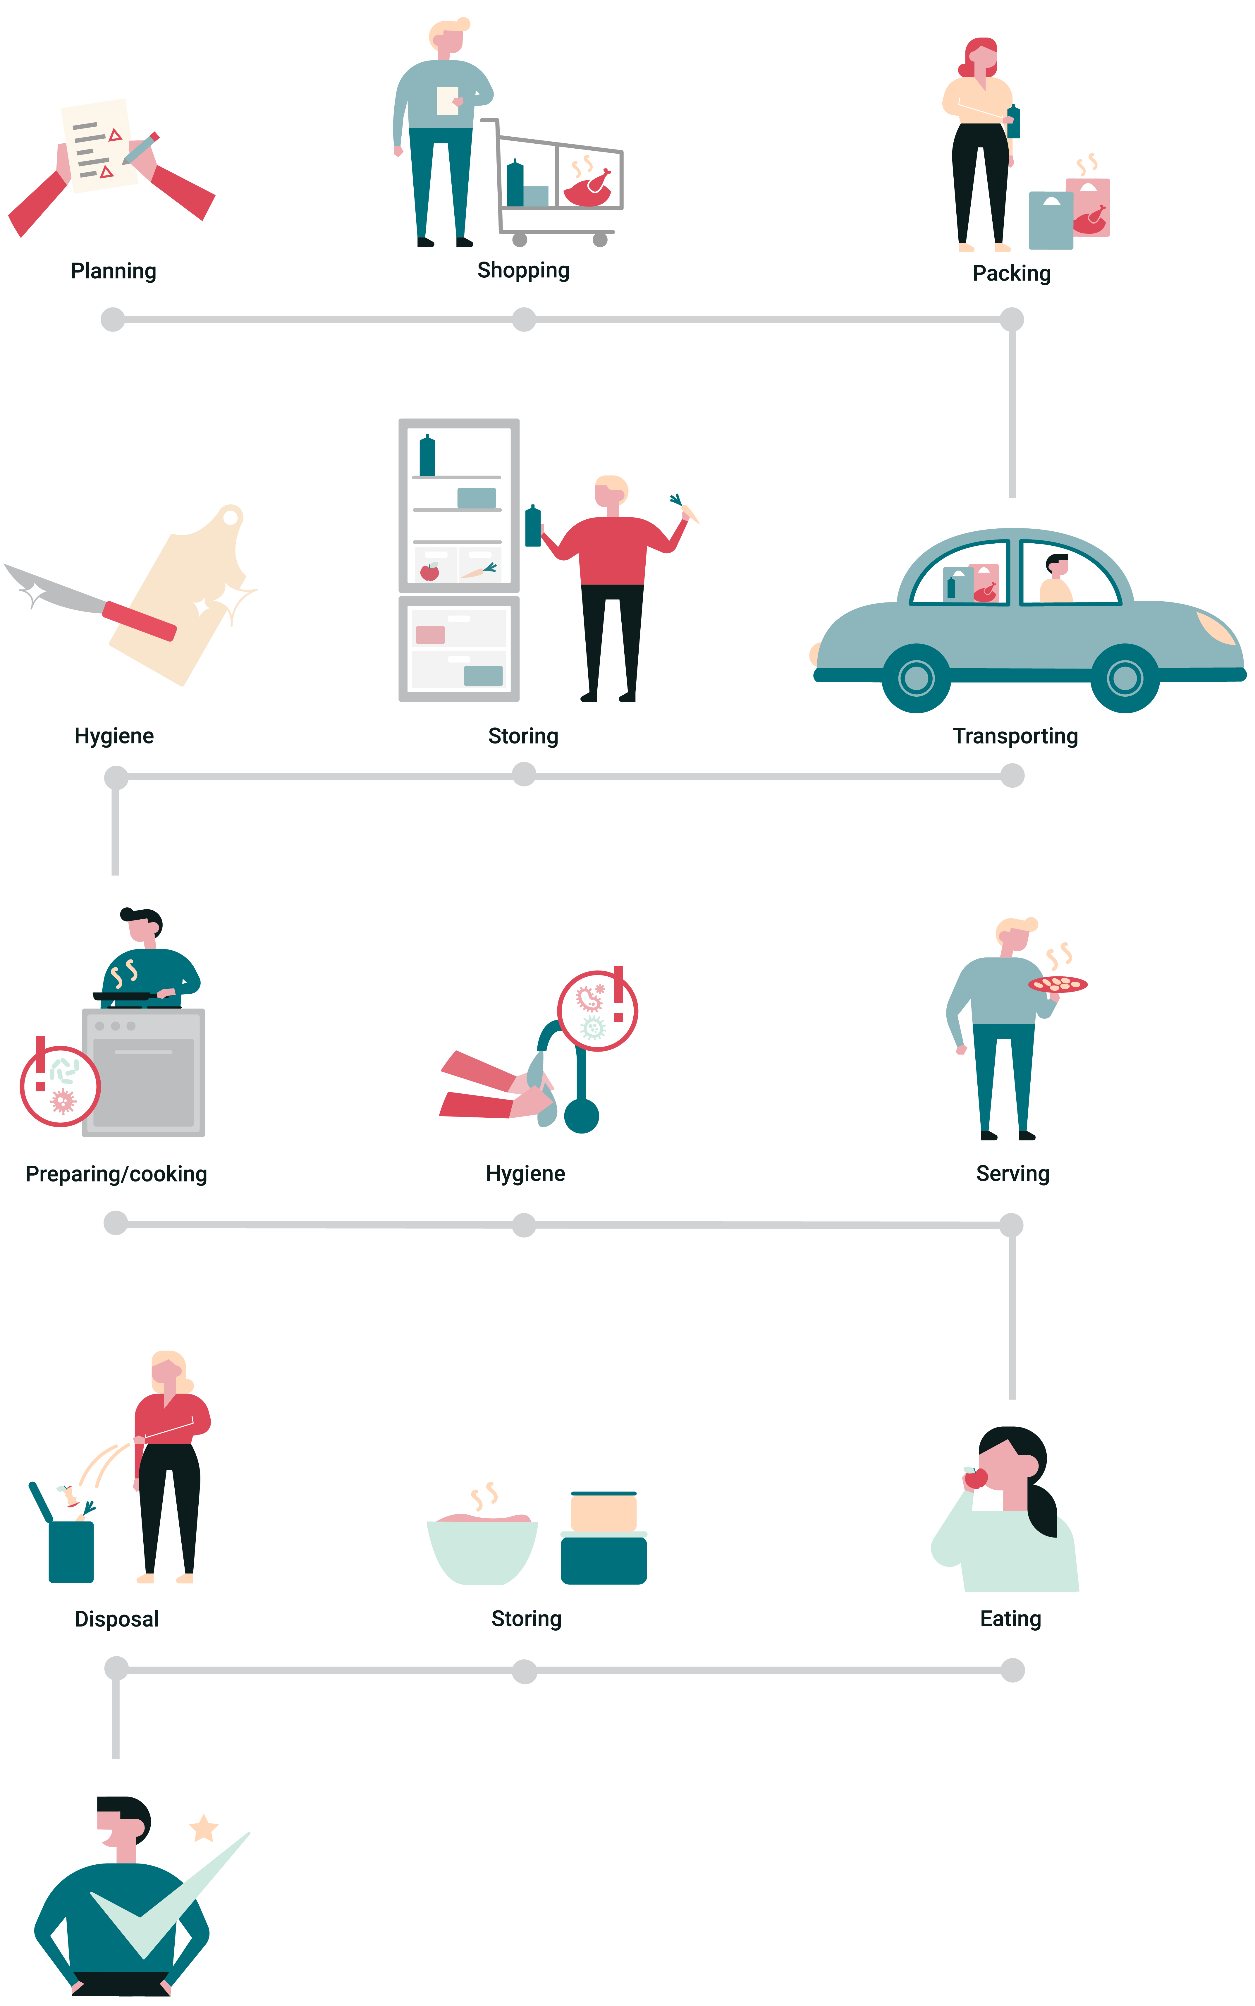 Planning
Shopping
Packing
Hygiene
Storing
Transporting
Preparing/cooking
Hygiene
Serving
Disposal
Storing
Eating